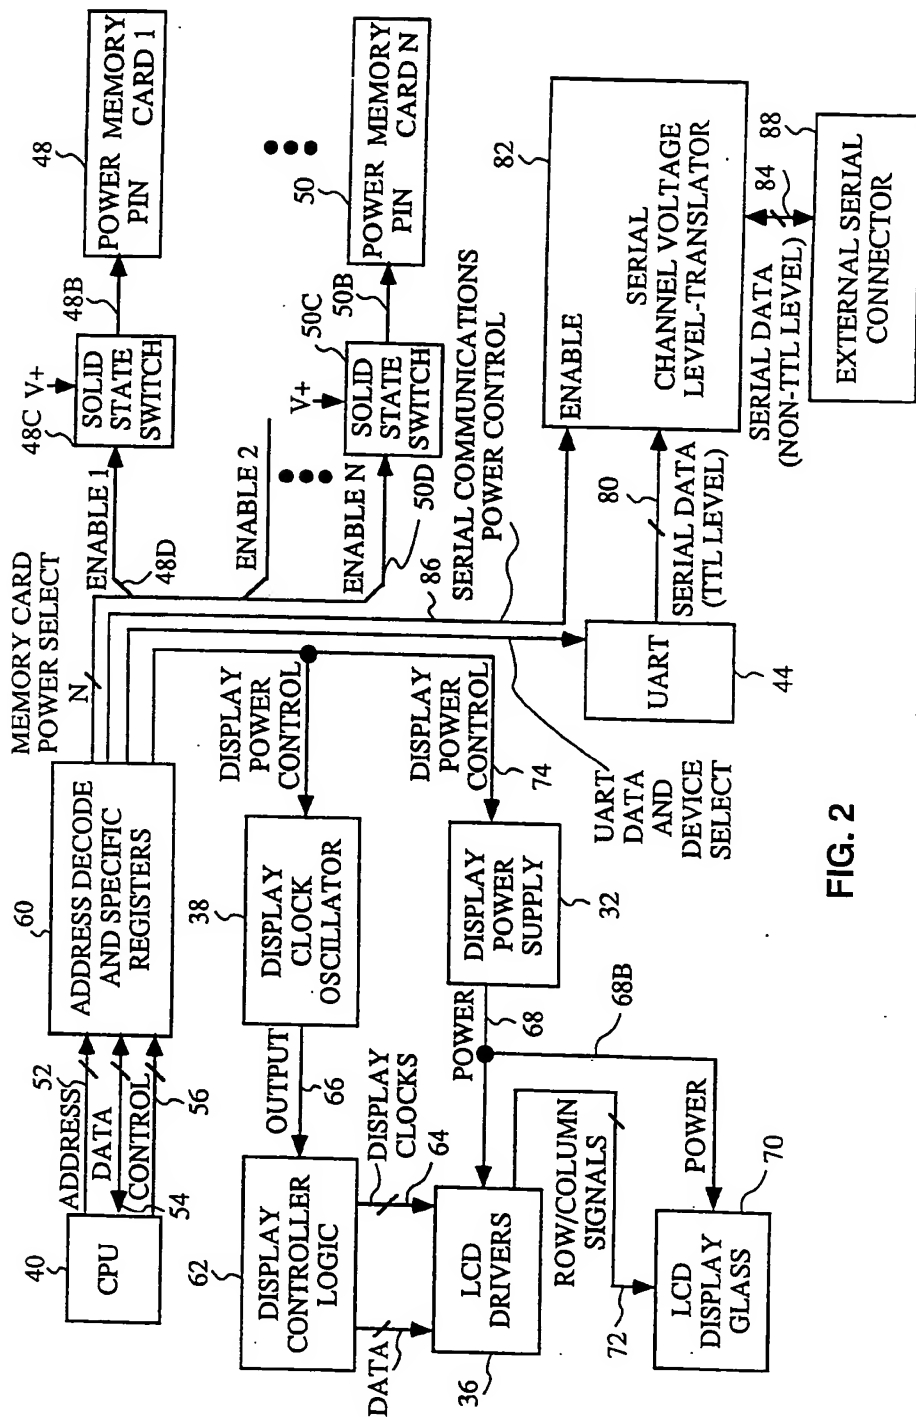 40
CPU
ADDRESS
52
DATA
CONTROL
54
56
60
ADDRESS DECODE
AND SPECIFIC
REGISTERS
MEMORY CARD
POWER SELECT
N
ENABLE 1
48D
48C
V+
SOLID
STATE
SWITCH
48B
48
POWER
PIN
MEMORY
CARD 1
ENABLE 2
ENABLE N
50D
V+
50C
SOLID
STATE
SWITCH
50B
50
POWER
PIN
MEMORY
CARD N
86
SERIAL COMMUNICATIONS
POWER CONTROL
62
DISPLAY
CONTROLLER
LOGIC
OUTPUT
66
38
DISPLAY
CLOCK
OSCILLATOR
DISPLAY
POWER
CONTROL
DATA
DISPLAY
CLOCKS
64
36
LCD
DRIVERS
POWER
68
DISPLAY
POWER
SUPPLY
32
DISPLAY
POWER
CONTROL
74
UART
DATA
AND
DEVICE
SELECT
UART
44
80
SERIAL DATA
(TTL LEVEL)
82
ENABLE
SERIAL
CHANNEL VOLTAGE
LEVEL-TRANSLATOR
SERIAL DATA
(NON-TTL LEVEL)
84
88
EXTERNAL SERIAL
CONNECTOR
ROW/COLUMN
SIGNALS
72
68B
POWER
70
LCD
DISPLAY
GLASS
FIG. 2